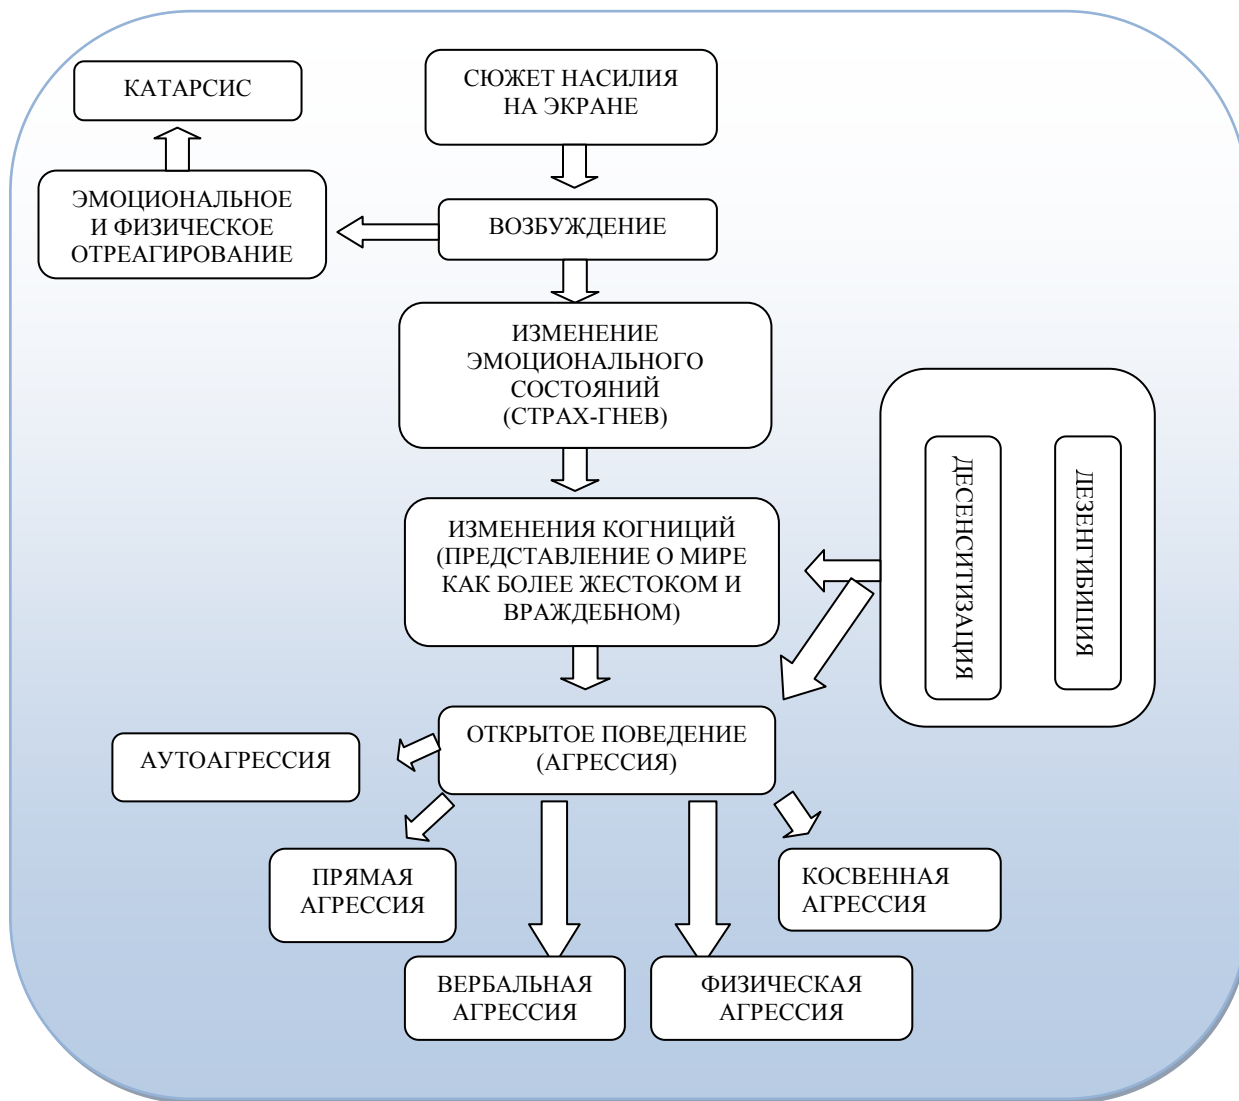 КАТАРСИС
СЮЖЕТ НАСИЛИЯ
НА ЭКРАНЕ
ЭМОЦИОНАЛЬНОЕ
И ФИЗИЧЕСКОЕ
ОТРЕАГИРОВАНИЕ
ВОЗБУЖДЕНИЕ
ИЗМЕНЕНИЕ
ЭМОЦИОНАЛЬНОГО
СОСТОЯНИЙ
(СТРАХ-ГНЕВ)
ИЗМЕНЕНИЯ КОГНИЦИЙ
(ПРЕДСТАВЛЕНИЕ О МИРЕ
КАК БОЛЕЕ ЖЕСТОКОМ И
ВРАЖДЕБНОМ)
ДЕСЕНСИТИЗАЦИЯ
ДЕЗЕНГИБИЦИЯ
ОТКРЫТОЕ ПОВЕДЕНИЕ
(АГРЕССИЯ)
АУТОАГРЕССИЯ
ПРЯМАЯ
АГРЕССИЯ
КОСВЕННАЯ
АГРЕССИЯ
ВЕРБАЛЬНАЯ
АГРЕССИЯ
ФИЗИЧЕСКАЯ
АГРЕССИЯ